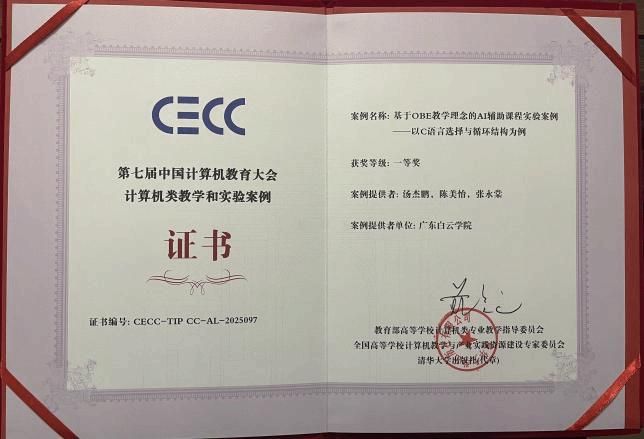 CECC
第七届中国计算机教育大会
计算机类教学和实验案例
证书
证书编号: CECC-TIP CC-AL-2025097
案例名称: 基于OBE教学理念的AI辅助课程实验案例
——以C语言选择与循环结构为例
获奖等级: 一等奖
案例提供者: 汤杰鹏, 陈美怡, 张永棠
案例提供者单位: 广东白云学院
教育部高等学校计算机类专业教学指导委员会
全国高等学校计算机教学与产业实践资源建设专家委员会
清华大学出版社(代章)